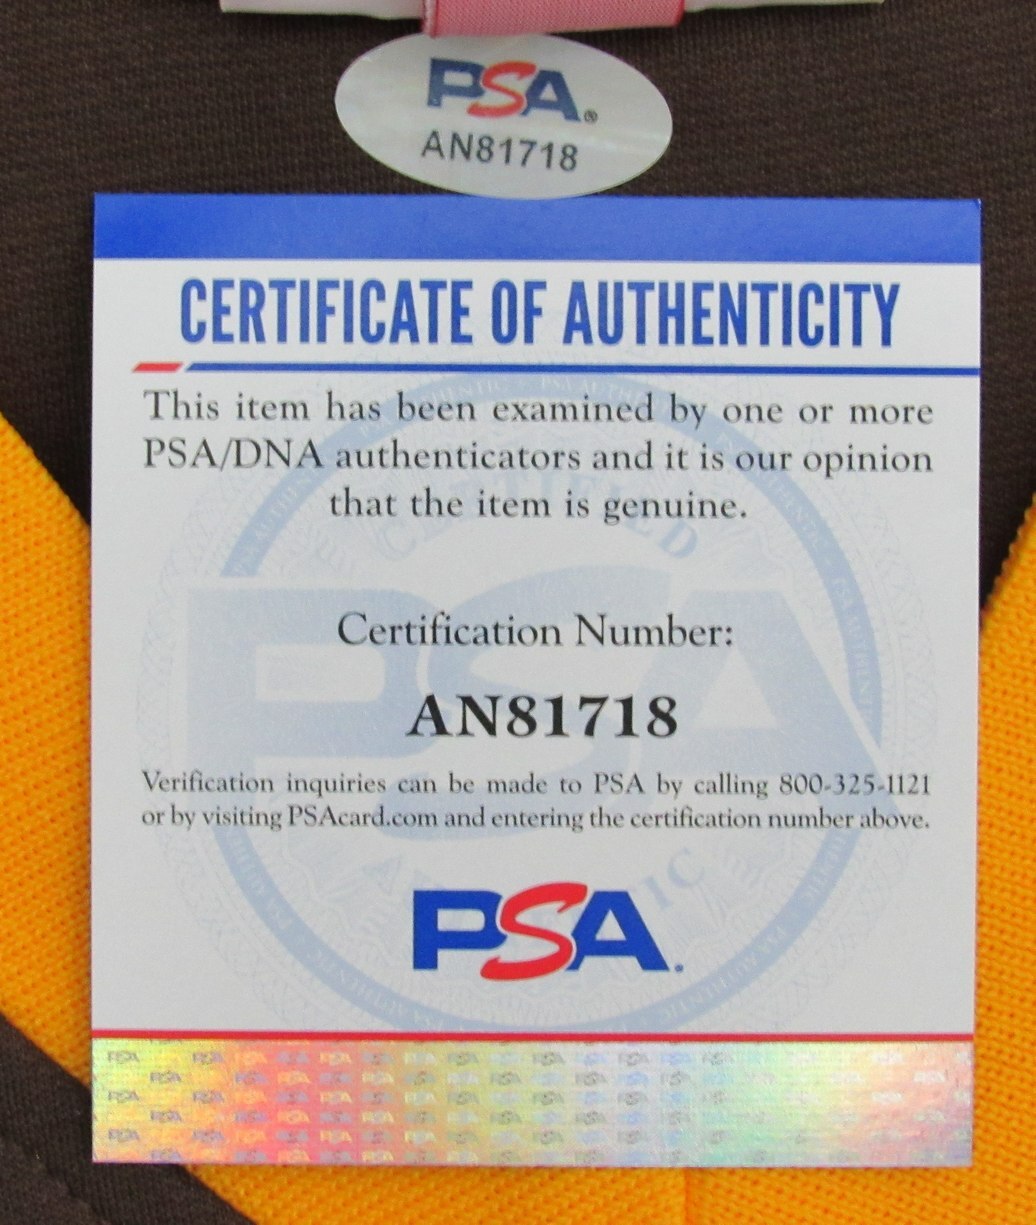 PSA®
AN81718
CERTIFICATE OF AUTHENTICITY
This item has been examined by one or more
PSA/DNA authenticators and it is our opinion
that the item is genuine.
CERTIFIED
Certification Number:
AN81718
Verification inquiries can be made to PSA by calling 800-325-1121
or by visiting PSAcard.com and entering the certification number above.
PSA.